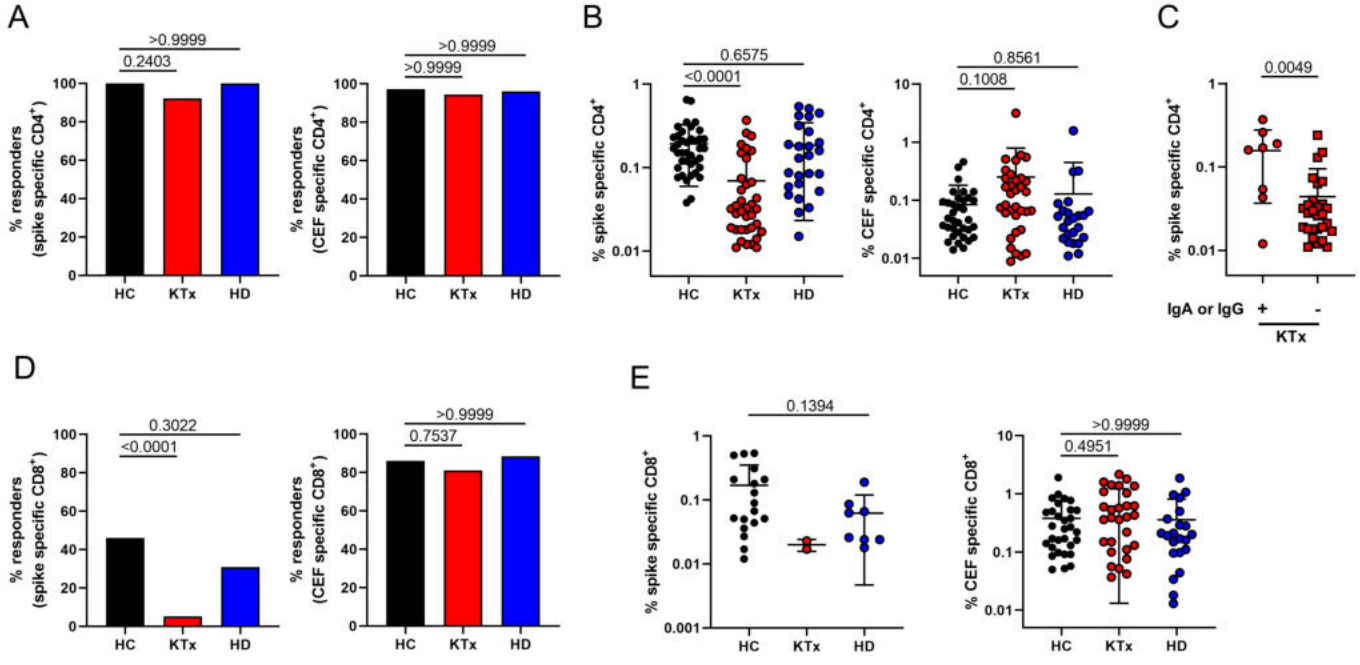 A
% responders
(spike specific CD4+)
>0.9999
0.2403
100
80
60
40
20
0
HC KTx HD
% responders
(CEF specific CD4+)
>0.9999
>0.9999
100
80
60
40
20
0
HC KTx HD
B
% spike specific CD4+
0.6575
<0.0001
1
0.1
0.01
HC KTx HD
% CEF specific CD4+
0.8561
0.1008
10
1
0.1
0.01
HC KTx HD
C
% spike specific CD4+
0.0049
1
0.1
0.01
IgA or IgG + -
KTx
D
% responders
(spike specific CD8+)
0.3022
<0.0001
100
80
60
40
20
0
HC KTx HD
% responders
(CEF specific CD8+)
>0.9999
0.7537
100
80
60
40
20
0
HC KTx HD
E
% spike specific CD8+
0.1394
1
0.1
0.01
0.001
HC KTx HD
% CEF specific CD8+
>0.9999
0.4951
10
1
0.1
0.01
HC KTx HD